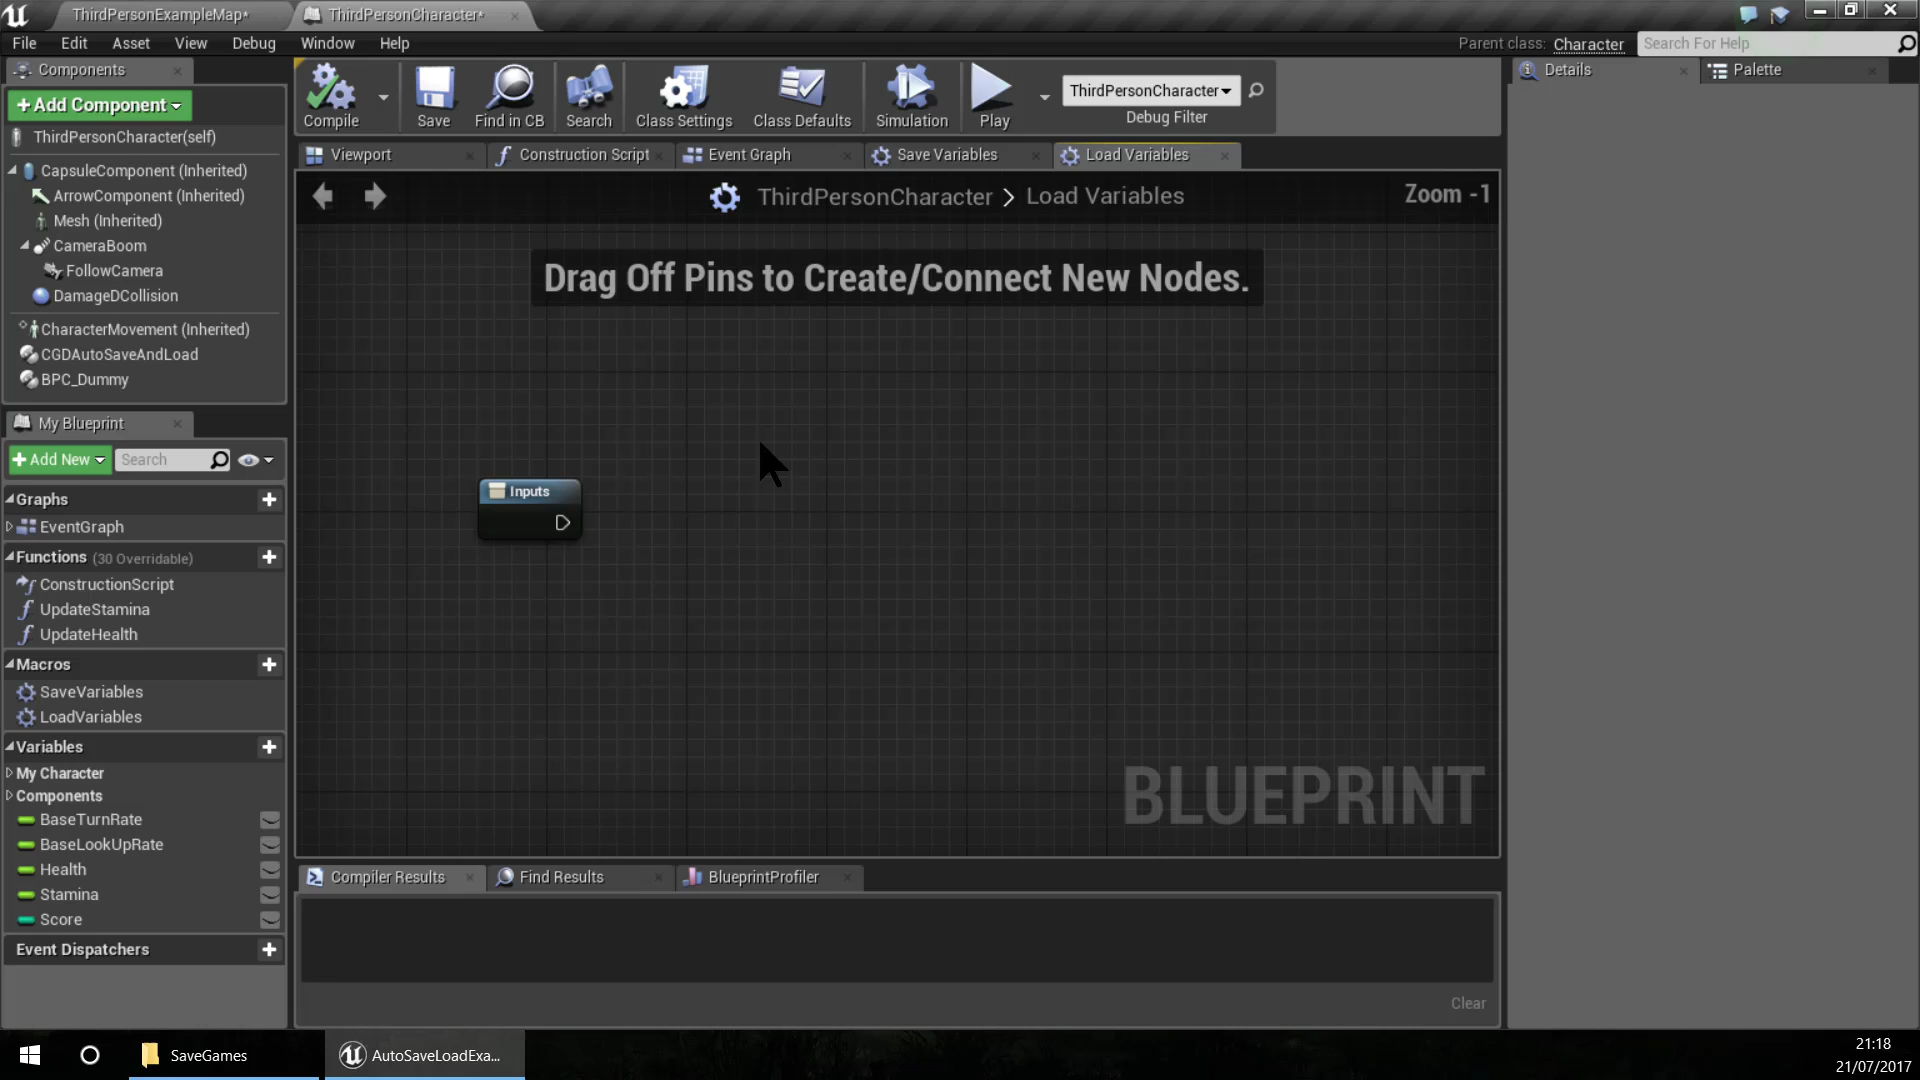 ThirdPersonExampleMap*
ThirdPersonCharacter*
File Edit Asset View Debug Window Help
Parent class: Character
Search For Help
Components
+Add Component
ThirdPersonCharacter(self)
CapsuleComponent (Inherited)
ArrowComponent (Inherited)
Mesh (Inherited)
CameraBoom
FollowCamera
DamageDCollision
CharacterMovement (Inherited)
CGDAutoSaveAndLoad
BPC_Dummy
My Blueprint
+Add New
Search
Graphs
EventGraph
Functions (30 Overridable)
ConstructionScript
UpdateStamina
UpdateHealth
Macros
SaveVariables
LoadVariables
Variables
My Character
Components
BaseTurnRate
BaseLookUpRate
Health
Stamina
Score
Event Dispatchers
Compile
Save
Find in CB
Search
Class Settings
Class Defaults
Simulation
Play
ThirdPersonCharacter
Debug Filter
Viewport
Construction Script
Event Graph
Save Variables
Load Variables
ThirdPersonCharacter > Load Variables
Zoom -1
Drag Off Pins to Create/Connect New Nodes.
Inputs
BLUEPRINT
Compiler Results
Find Results
BlueprintProfiler
Clear
Details
Palette
SaveGames
AutoSaveLoadExa...
21:18
21/07/2017